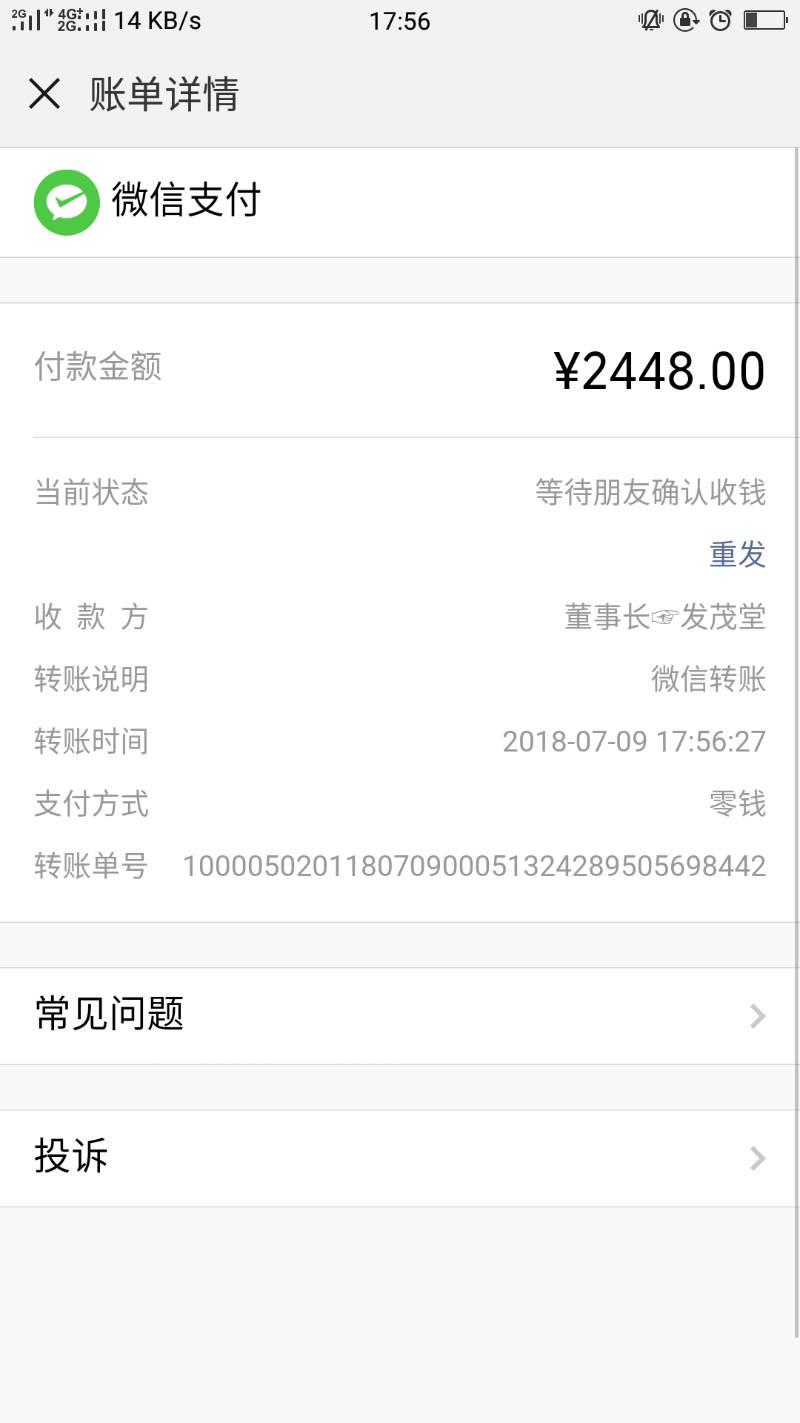 2G 4G+ 2G 14 KB/s 17:56
账单详情
微信支付
付款金额 ¥2448.00
当前状态 等待朋友确认收钱
重发
收款方 董事长☞发茂堂
转账说明 微信转账
转账时间 2018-07-09 17:56:27
支付方式 零钱
转账单号 100005020118070900051324289505698442
常见问题
投诉